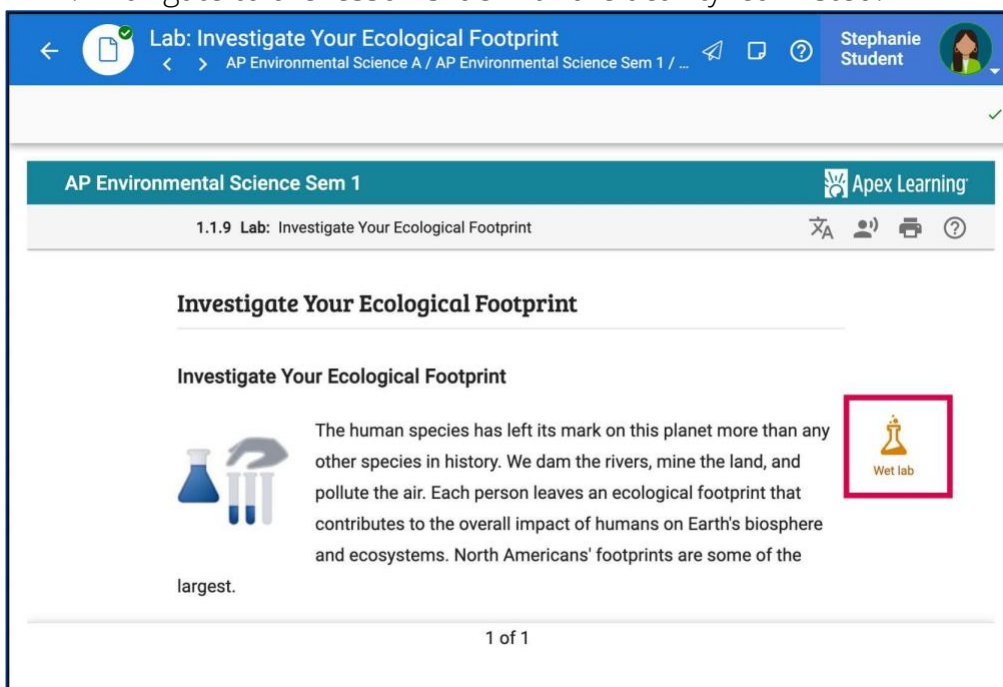 Lab: Investigate Your Ecological Footprint
< > AP Environmental Science A / AP Environmental Science Sem 1 / ...
Stephanie
Student
AP Environmental Science Sem 1
Apex Learning
1.1.9 Lab: Investigate Your Ecological Footprint
Investigate Your Ecological Footprint
Investigate Your Ecological Footprint
The human species has left its mark on this planet more than any
other species in history. We dam the rivers, mine the land, and
pollute the air. Each person leaves an ecological footprint that
contributes to the overall impact of humans on Earth's biosphere
and ecosystems. North Americans' footprints are some of the
largest.
Wet lab
1 of 1